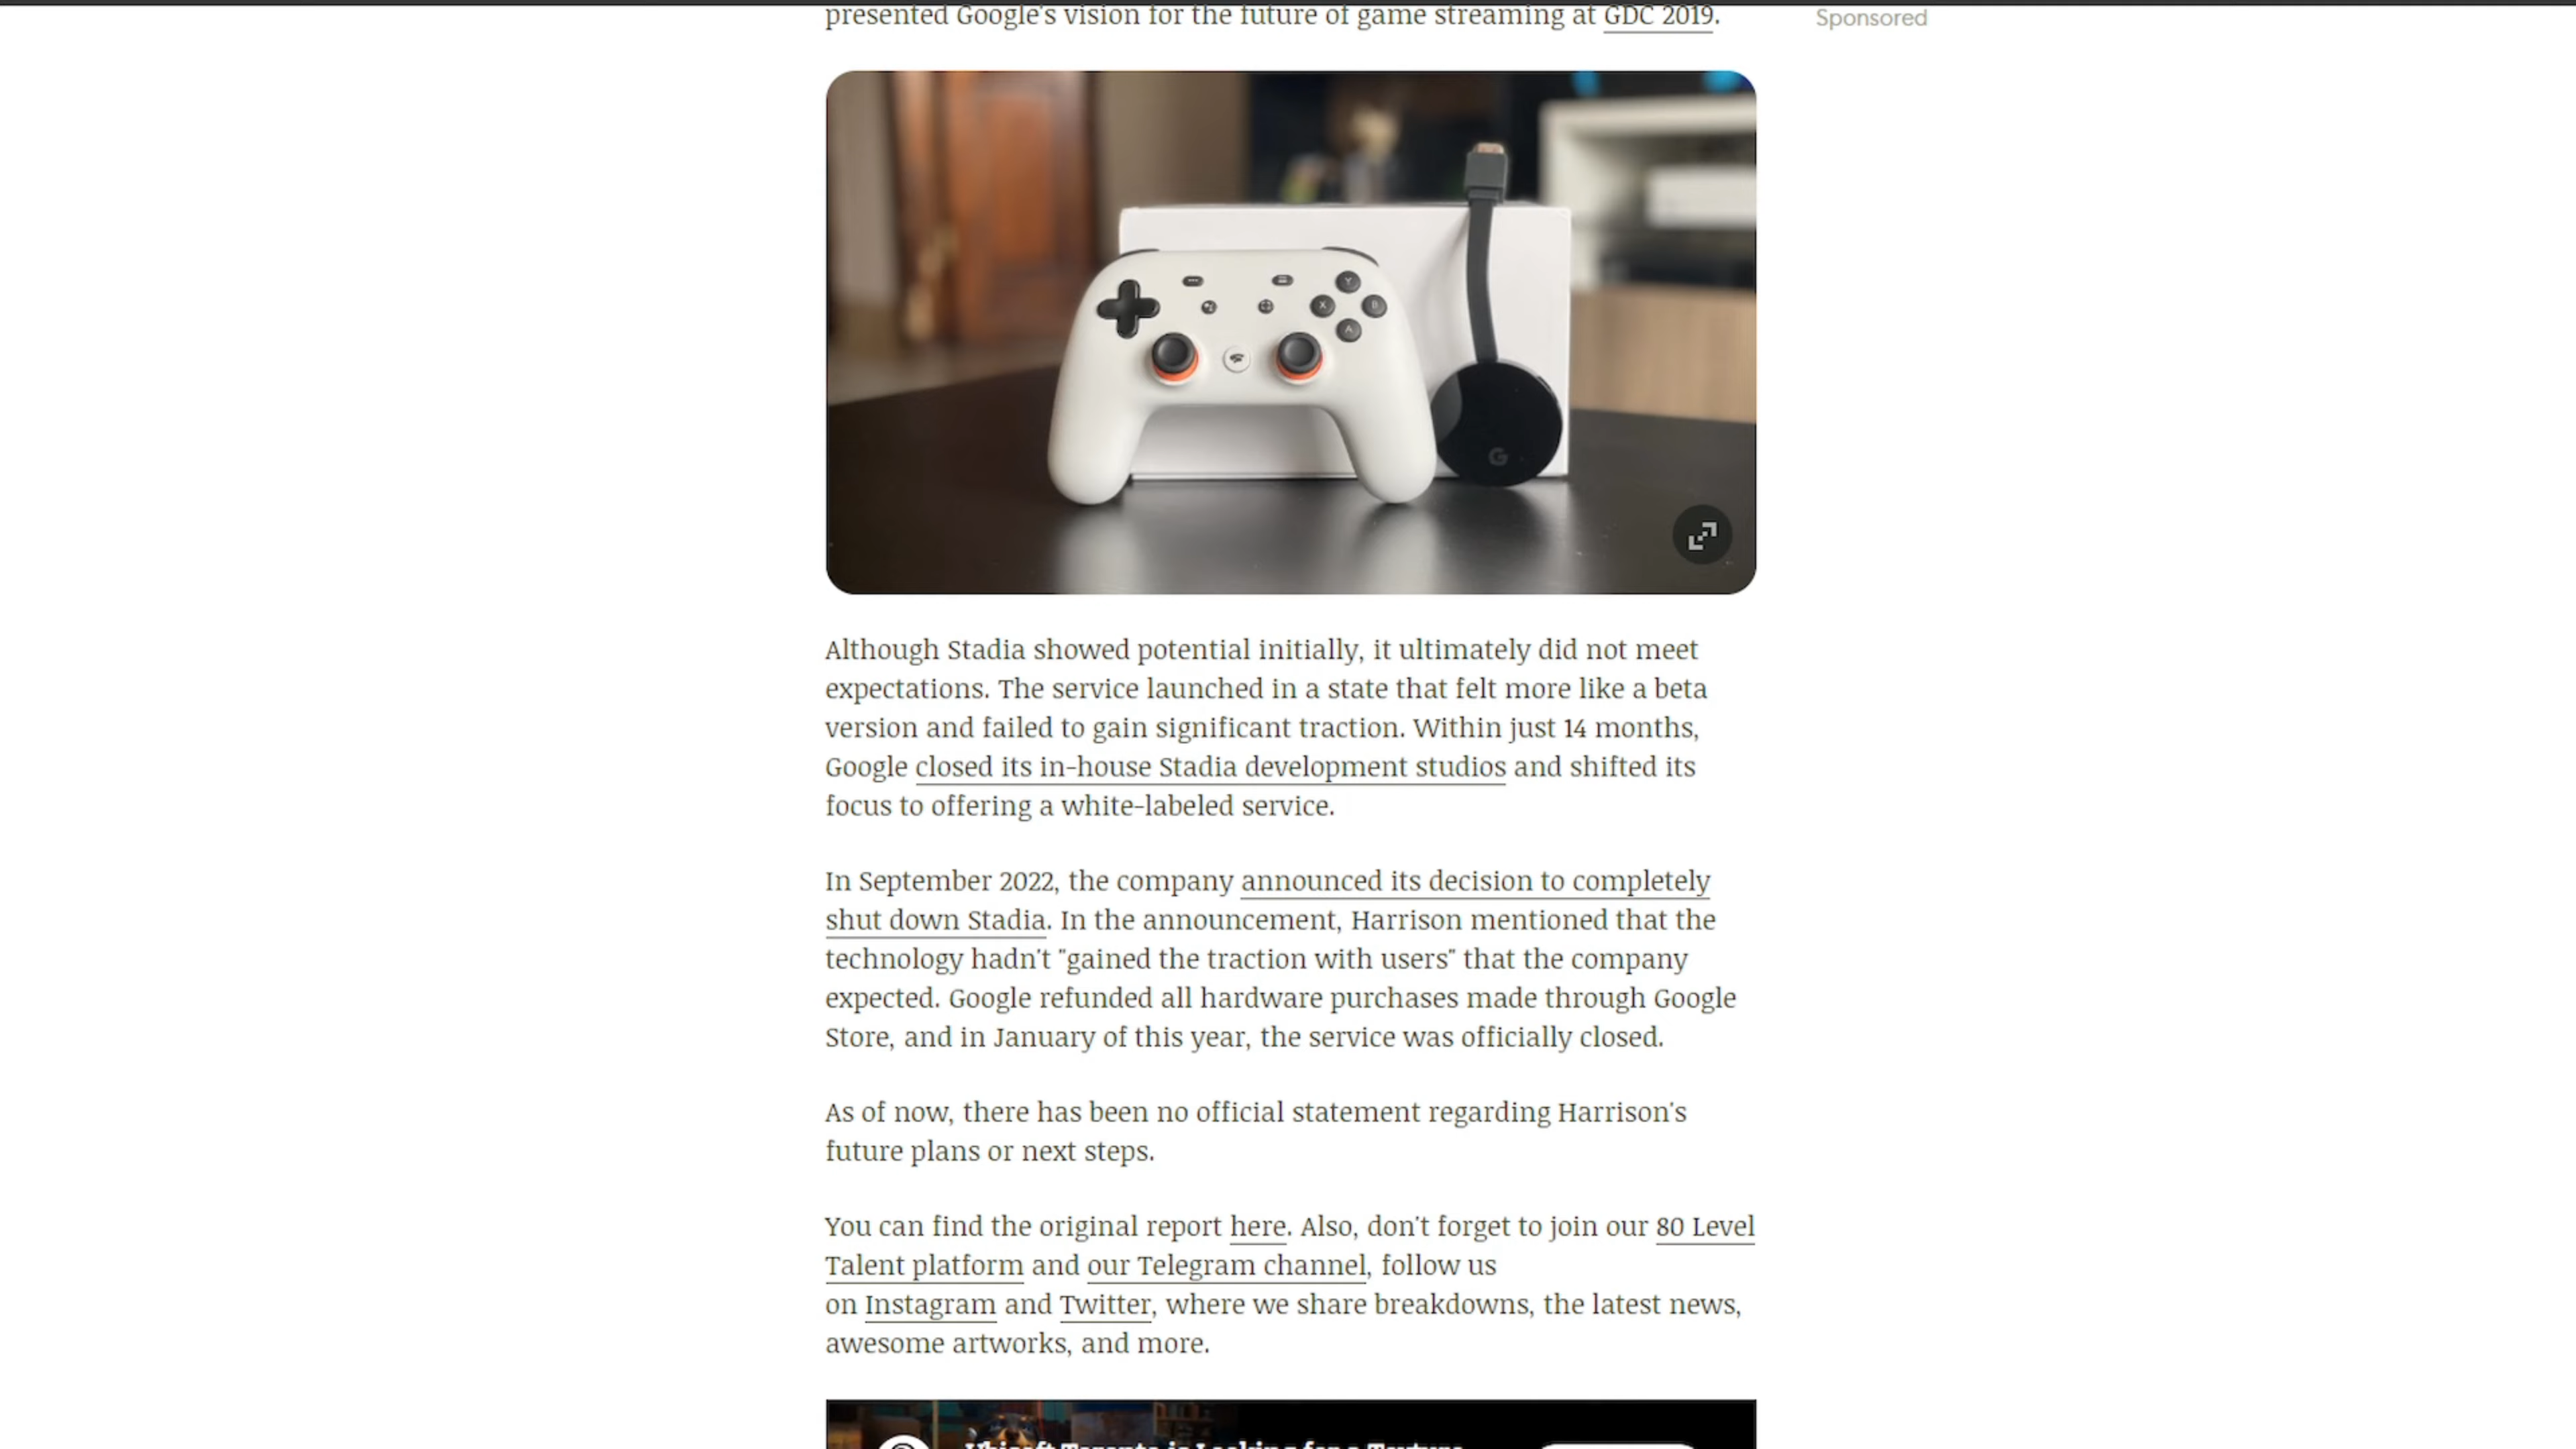 presented Google's vision for the future of game streaming at GDC 2019.
Sponsored
Y
X
B
A
G
Although Stadia showed potential initially, it ultimately did not meet
expectations. The service launched in a state that felt more like a beta
version and failed to gain significant traction. Within just 14 months,
Google closed its in-house Stadia development studios and shifted its
focus to offering a white-labeled service.
In September 2022, the company announced its decision to completely
shut down Stadia. In the announcement, Harrison mentioned that the
technology hadn't "gained the traction with users" that the company
expected. Google refunded all hardware purchases made through Google
Store, and in January of this year, the service was officially closed.
As of now, there has been no official statement regarding Harrison's
future plans or next steps.
You can find the original report here. Also, don't forget to join our 80 Level
Talent platform and our Telegram channel, follow us
on Instagram and Twitter, where we share breakdowns, the latest news,
awesome artworks, and more.
Ubisoft Toronto is Looking for a